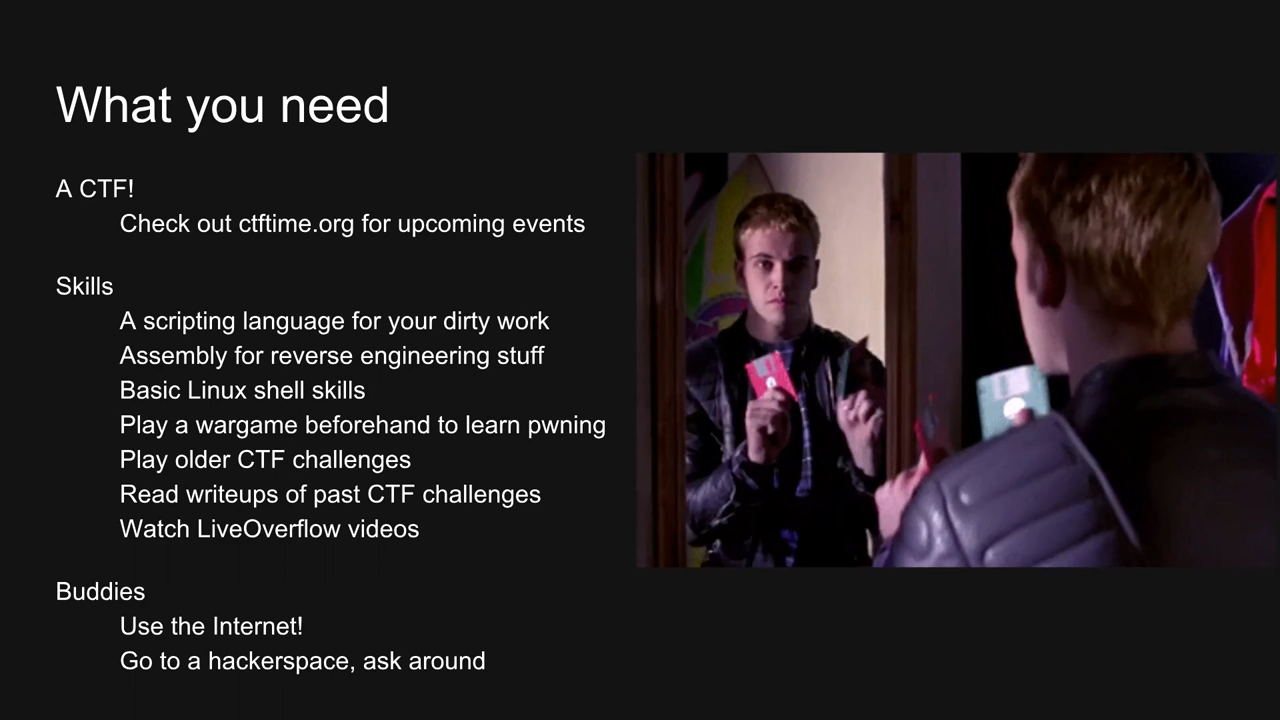 What you need
A CTF!
Check out ctftime.org for upcoming events
Skills
A scripting language for your dirty work
Assembly for reverse engineering stuff
Basic Linux shell skills
Play a wargame beforehand to learn pwning
Play older CTF challenges
Read writeups of past CTF challenges
Watch LiveOverflow videos
Buddies
Use the Internet!
Go to a hackerspace, ask around